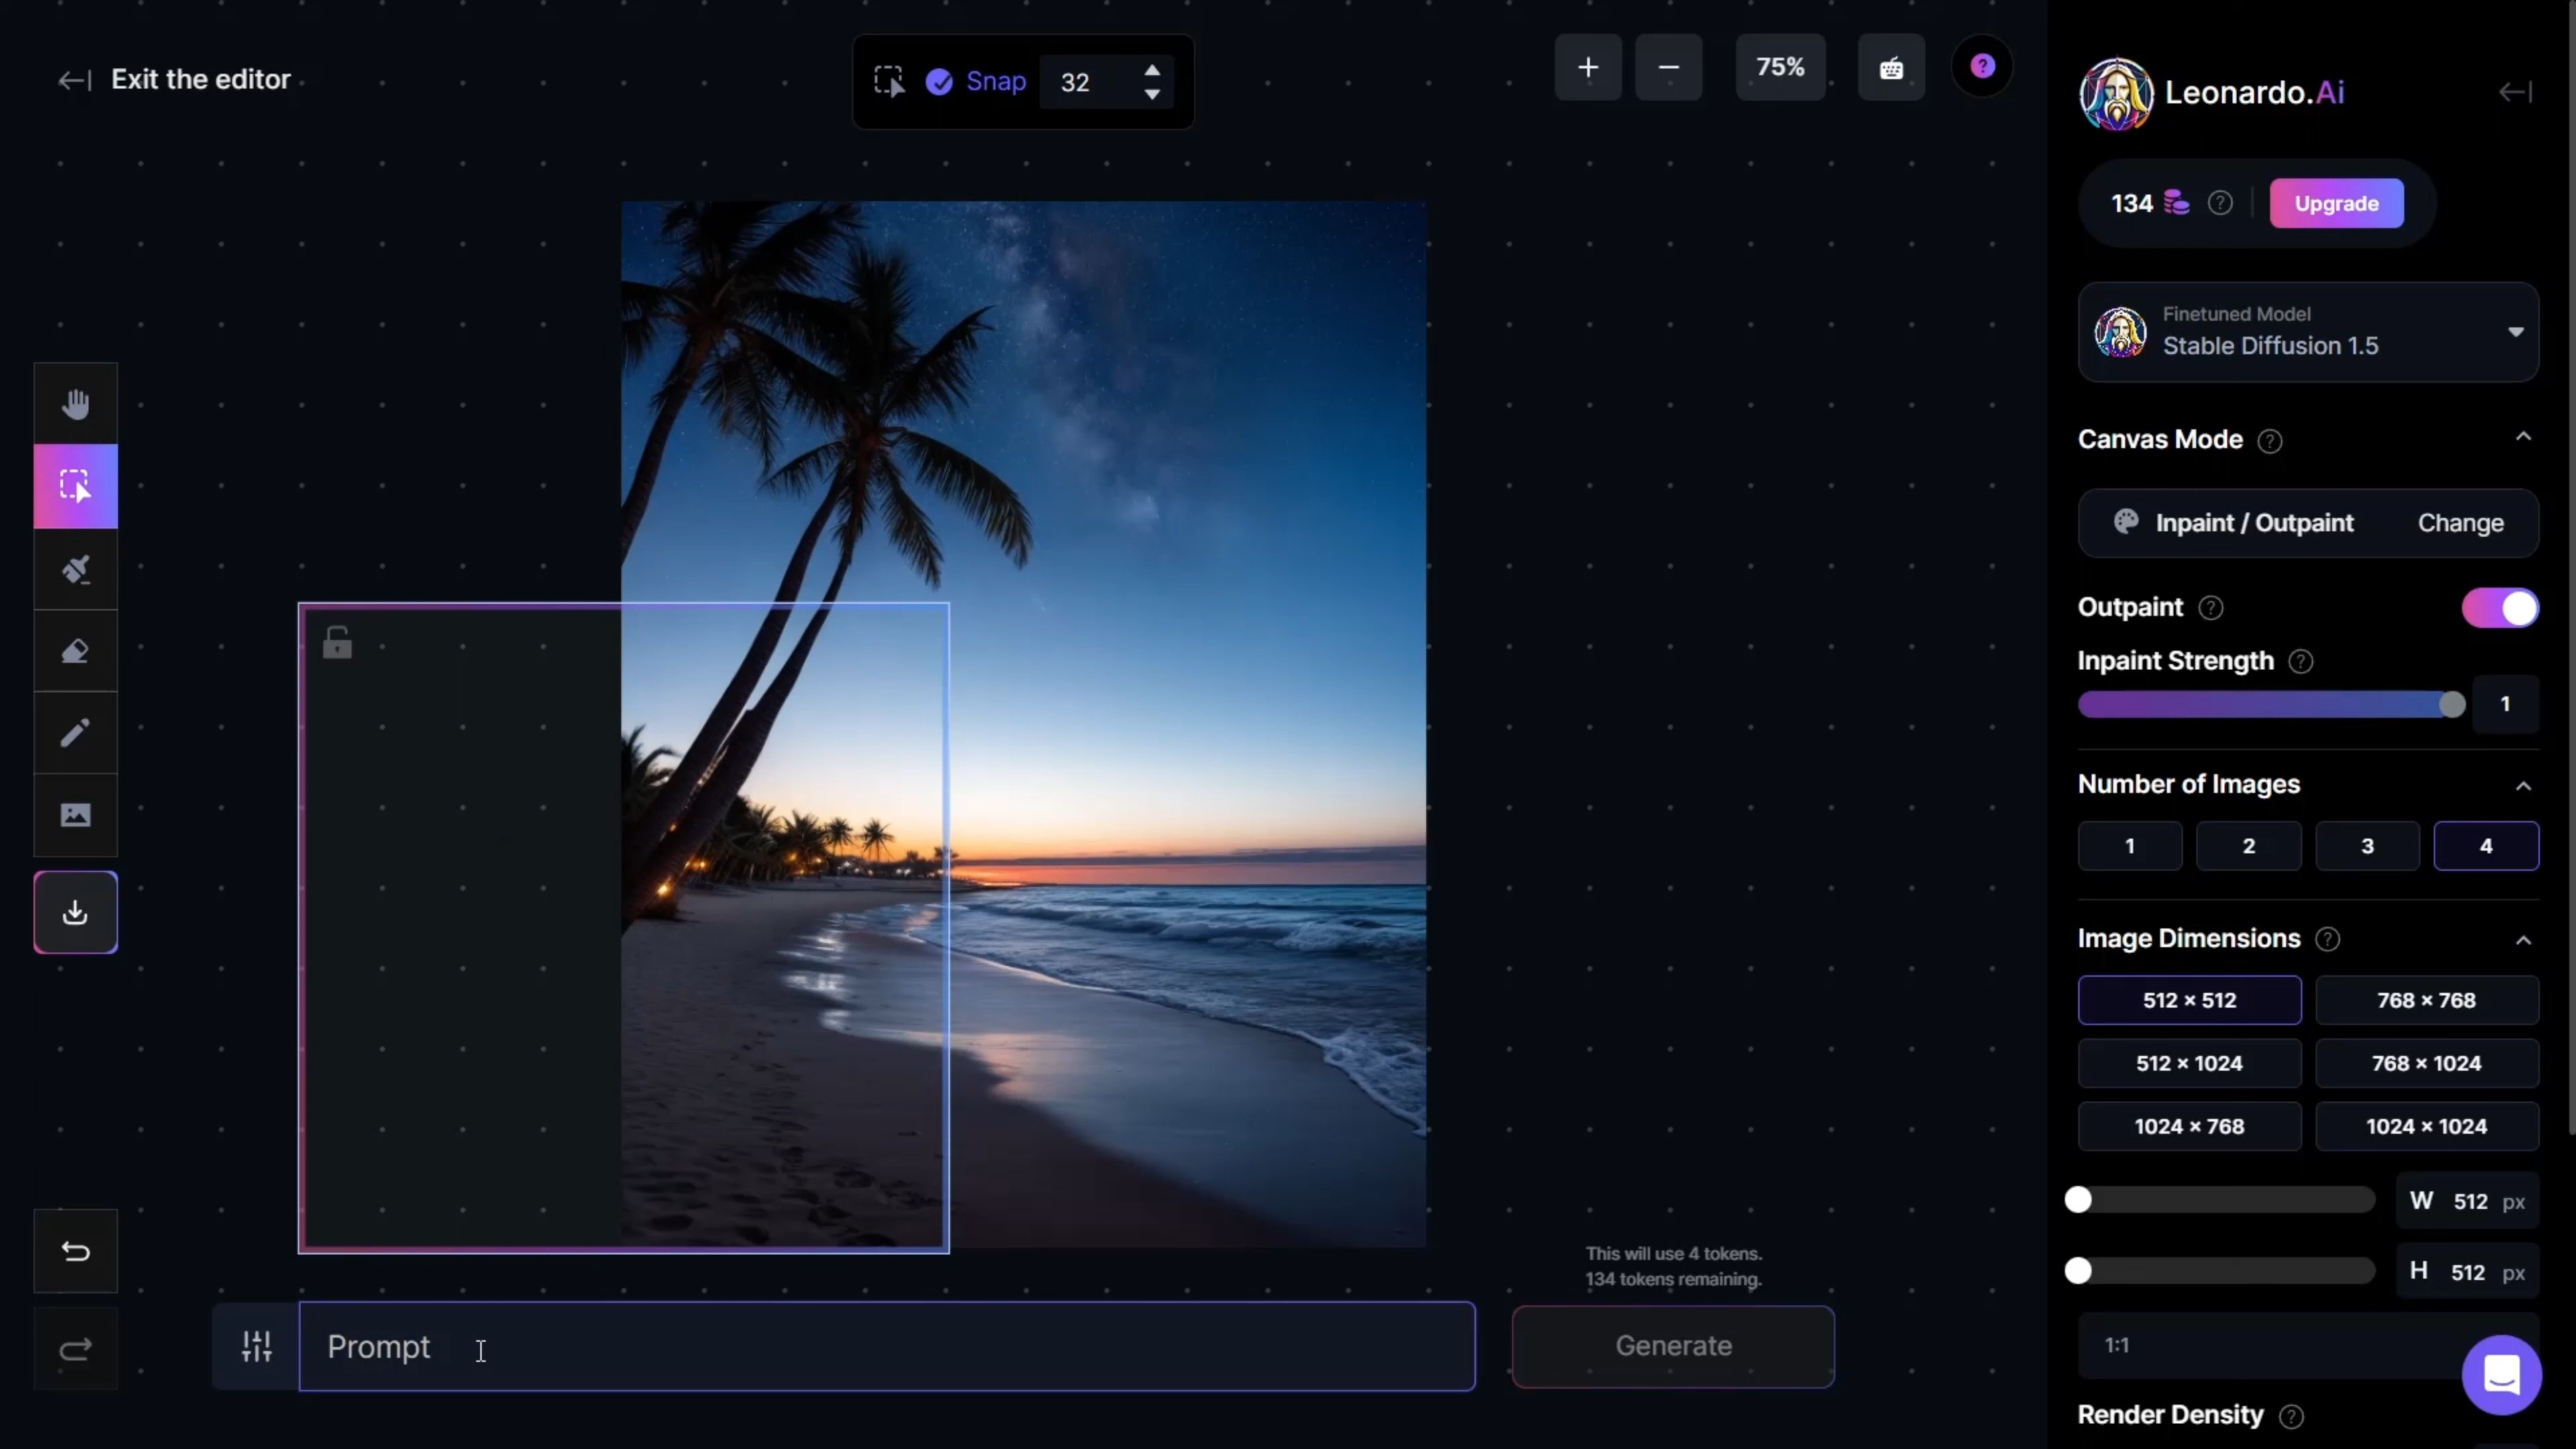 Exit the editor
Snap
32
75%
?
Leonardo.Ai
134
?
Upgrade
Finetuned Model
Stable Diffusion 1.5
Canvas Mode ?
Inpaint / Outpaint
Change
Outpaint ?
Inpaint Strength ?
1
Number of Images
1
2
3
4
Image Dimensions ?
512 × 512
768 × 768
512 × 1024
768 × 1024
1024 × 768
1024 × 1024
W 512 px
H 512 px
1:1
Render Density ?
This will use 4 tokens.
134 tokens remaining.
Prompt
Generate